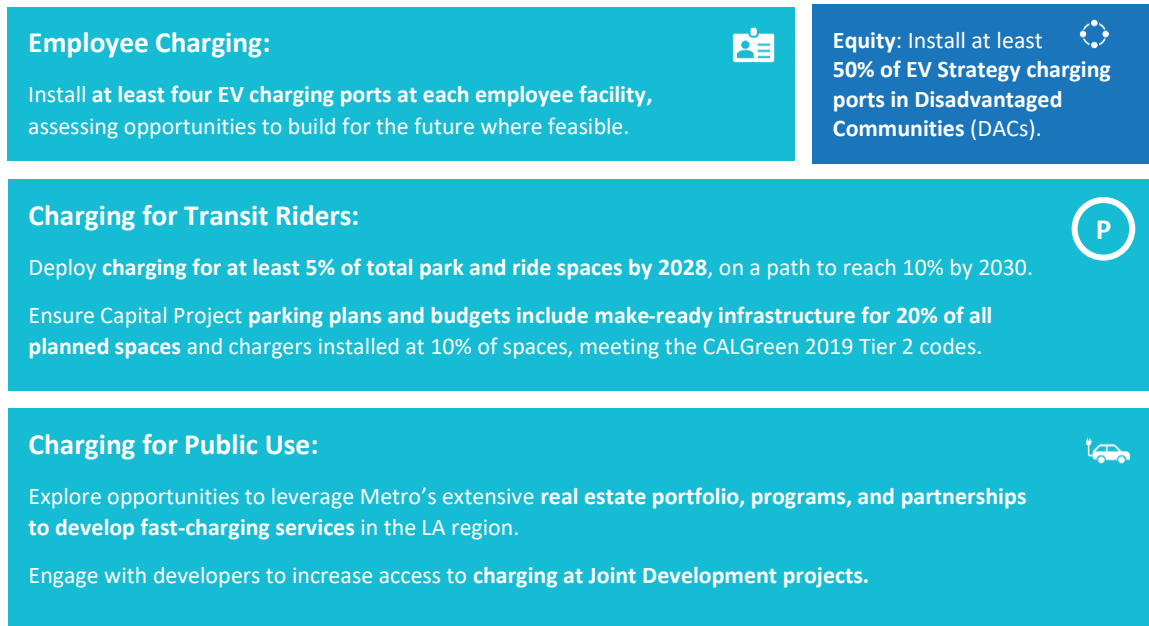 Employee Charging:
Install at least four EV charging ports at each employee facility,
assessing opportunities to build for the future where feasible.
Equity: Install at least
50% of EV Strategy charging
ports in Disadvantaged
Communities (DACs).
Charging for Transit Riders:
P
Deploy charging for at least 5% of total park and ride spaces by 2028, on a path to reach 10% by 2030.
Ensure Capital Project parking plans and budgets include make-ready infrastructure for 20% of all
planned spaces and chargers installed at 10% of spaces, meeting the CALGreen 2019 Tier 2 codes.
Charging for Public Use:
Explore opportunities to leverage Metro’s extensive real estate portfolio, programs, and partnerships
to develop fast-charging services in the LA region.
Engage with developers to increase access to charging at Joint Development projects.